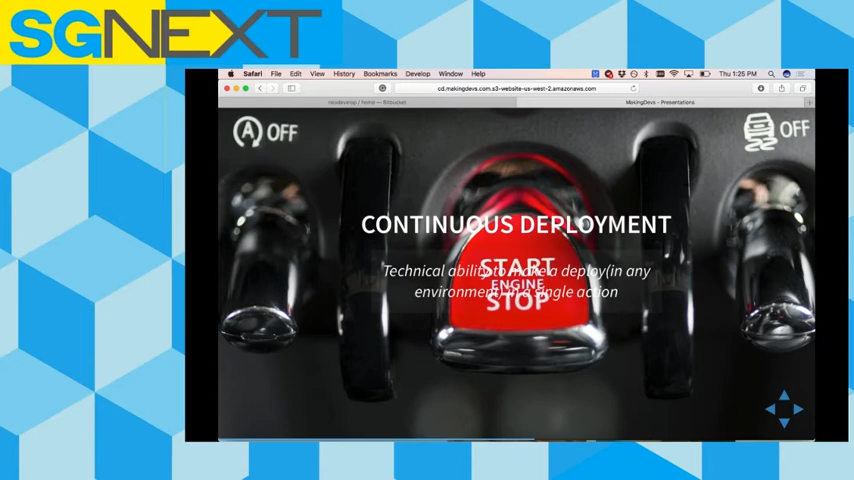 SGNEXT
Safari File Edit View History Bookmarks Develop Window Help Thu 1:25 PM
cd.makingdevs.com.s3-website-us-west-2.amazonaws.com
home — Bitbucket
MakingDevs - Presentations
A OFF
OFF
CONTINUOUS DEPLOYMENT
START
ENGINE
STOP
Technical ability to make a deploy(in any
environment) in a single action